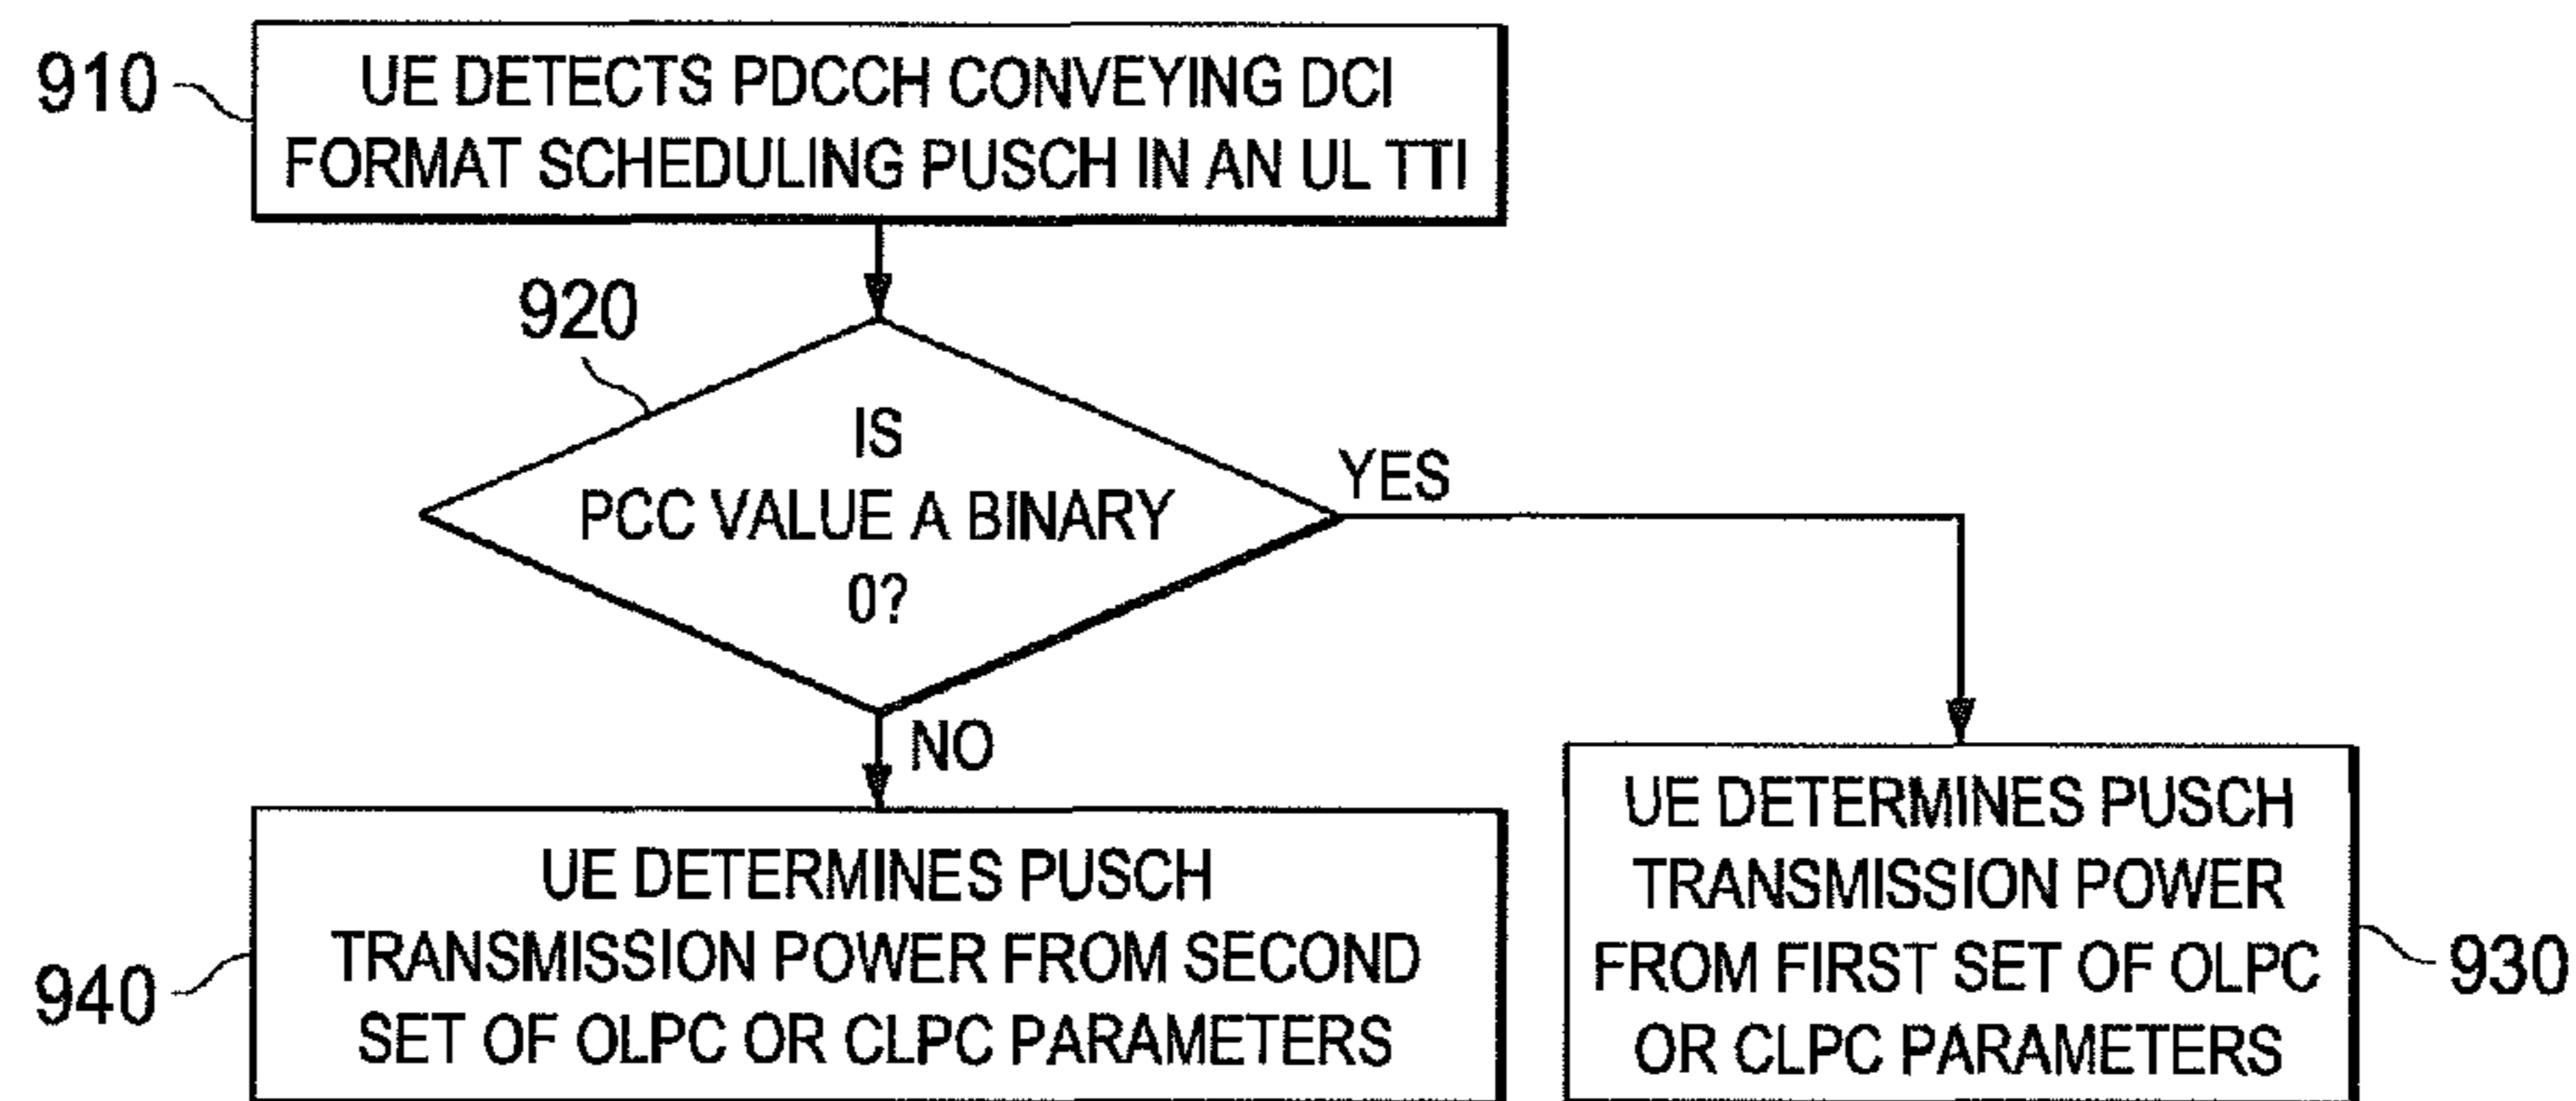 910
UE DETECTS PDCCH CONVEYING DCI
FORMAT SCHEDULING PUSCH IN AN UL TTI
920
IS
PCC VALUE A BINARY
0?
YES
NO
UE DETERMINES PUSCH
TRANSMISSION POWER FROM SECOND
SET OF OLPC OR CLPC PARAMETERS
940
UE DETERMINES PUSCH
TRANSMISSION POWER
FROM FIRST SET OF OLPC
OR CLPC PARAMETERS
930